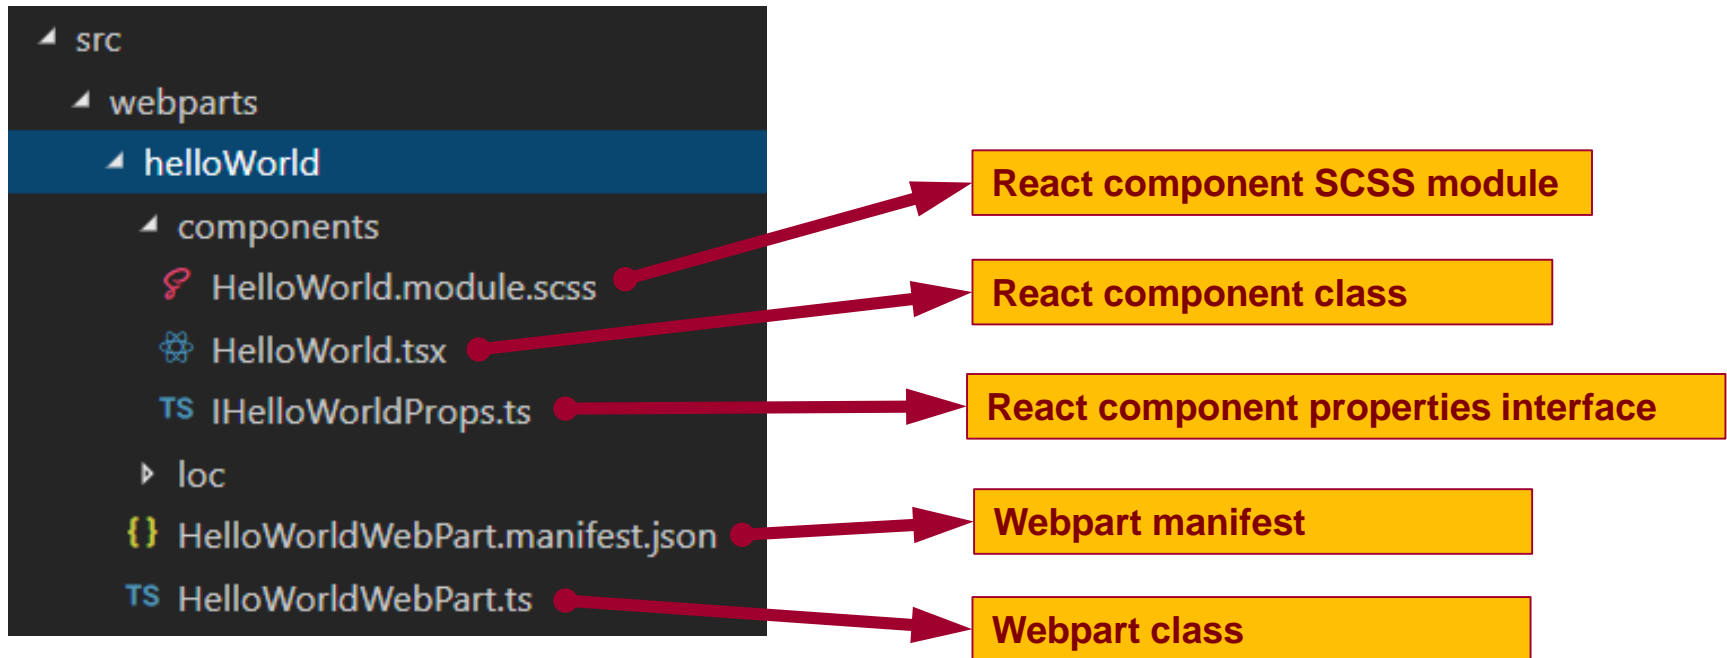 src
webparts
helloWorld
components
HelloWorld.module.scss
React component SCSS module
HelloWorld.tsx
React component class
TS IHelloWorldProps.ts
React component properties interface
loc
{} HelloWorldWebPart.manifest.json
Webpart manifest
TS HelloWorldWebPart.ts
Webpart class